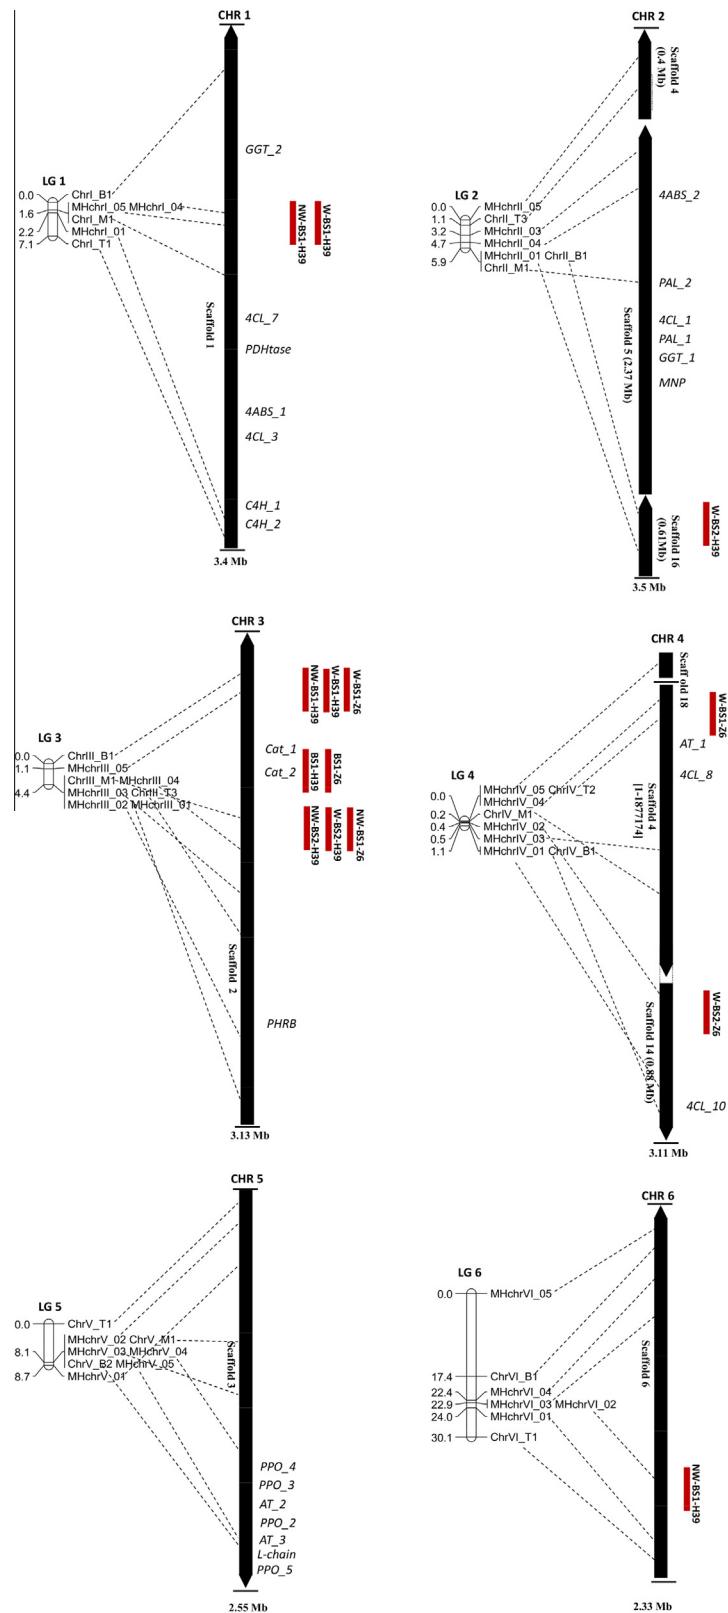 CHR 1
GGT_2
LG 1
0.0 ChrI_B1
1.6 MHchrI_05 MHchrI_04
ChrI_M1
2.2 MHchrI_01
7.1 ChrI_T1
NW-BS1-H39
W-BS1-H39
Scaffold 1
4CL_7
PDHtase
4ABS_1
4CL_3
C4H_1
C4H_2
3.4 Mb
CHR 2
Scaffold 4
(0.4 Mb)
LG 2
0.0 MHchrII_05
1.1 ChrII_T3
3.2 MHchrII_03
4.7 MHchrII_04
5.9 MHchrII_01 ChrII_B1
ChrII_M1
4ABS_2
PAL_2
4CL_1
PAL_1
GGT_1
MNP
Scaffold 5 (2.37 Mb)
Scaffold 16
(0.61Mb)
W-BS2-H39
3.5 Mb
CHR 3
NW-BS1-H39
W-BS1-H39
W-BS1-Z6
LG 3
0.0 ChrIII_B1
1.1 MHchrIII_05
ChrIII_M1 MHchrIII_04
4.4 MHchrIII_03 ChrIII_T3
MHchrIII_02 MHchrIII_01
Cat_1
Cat_2
BS1-H39
BS1-Z6
NW-BS2-H39
W-BS2-H39
NW-BS1-Z6
Scaffold 2
PHRB
3.13 Mb
CHR 4
Scaff old 18
W-BS1-Z6
AT_1
4CL_8
Scaffold 4
[1-187717-4]
LG 4
0.0 MHchrIV_05 ChrIV_T2
MHchrIV_04
0.2 ChrIV_M1
0.4 MHchrIV_02
0.5 MHchrIV_03
1.1 MHchrIV_01 ChrIV_B1
W-BS2-Z6
Scaffold 14 (0.88 Mb)
4CL_10
3.11 Mb
CHR 5
LG 5
0.0 ChrV_T1
MHchrV_02 ChrV_M1
8.1 MHchrV_03 MHchrV_04
ChrV_B2 MHchrV_05
8.7 MHchrV_01
Scaffold 3
PPO_4
PPO_3
AT_2
PPO_2
AT_3
L-chain
PPO_5
2.55 Mb
CHR 6
LG 6
0.0 MHchrVI_05
17.4 ChrVI_B1
22.4 MHchrVI_04
22.9 MHchrVI_03 MHchrVI_02
24.0 MHchrVI_01
30.1 ChrVI_T1
Scaffold 6
NW-BS1-H39
2.33 Mb